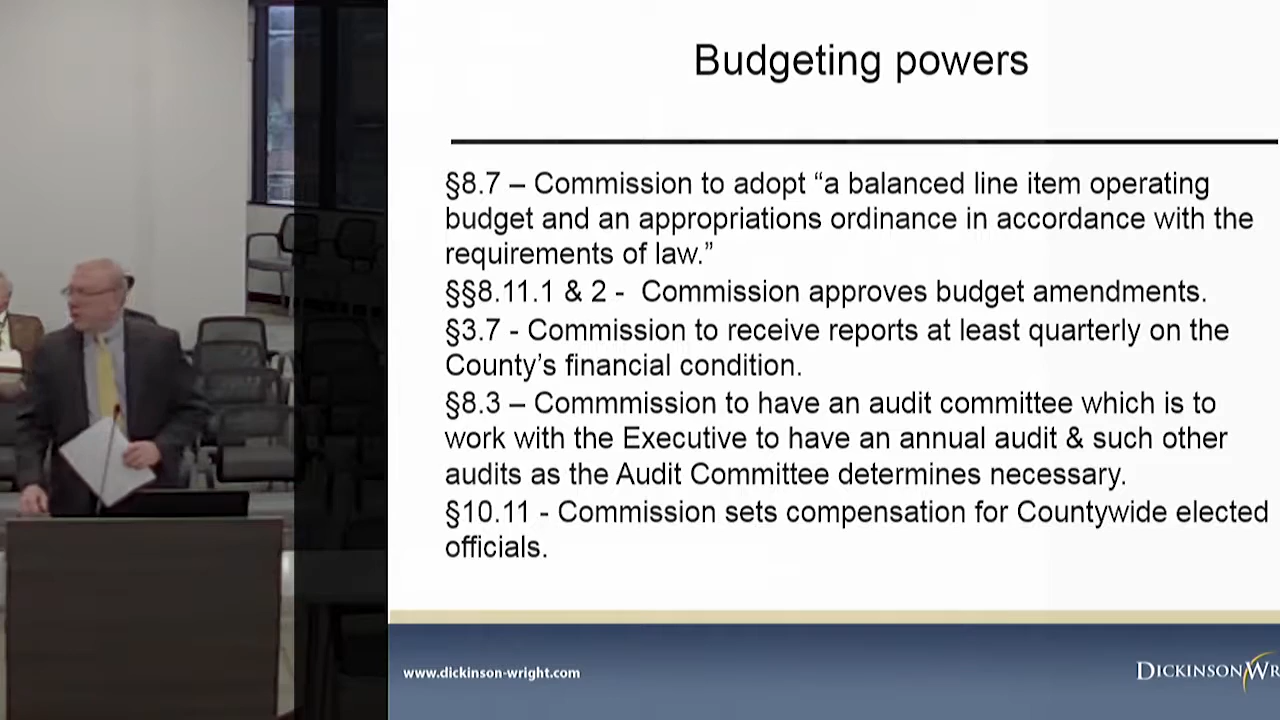 Budgeting powers
§8.7 – Commission to adopt “a balanced line item operating
budget and an appropriations ordinance in accordance with the
requirements of law.”
§§8.11.1 & 2 -  Commission approves budget amendments.
§3.7 - Commission to receive reports at least quarterly on the
County’s financial condition.
§8.3 – Commmission to have an audit committee which is to
work with the Executive to have an annual audit & such other
audits as the Audit Committee determines necessary.
§10.11 - Commission sets compensation for Countywide elected
officials.
www.dickinson-wright.com
DICKINSON WR